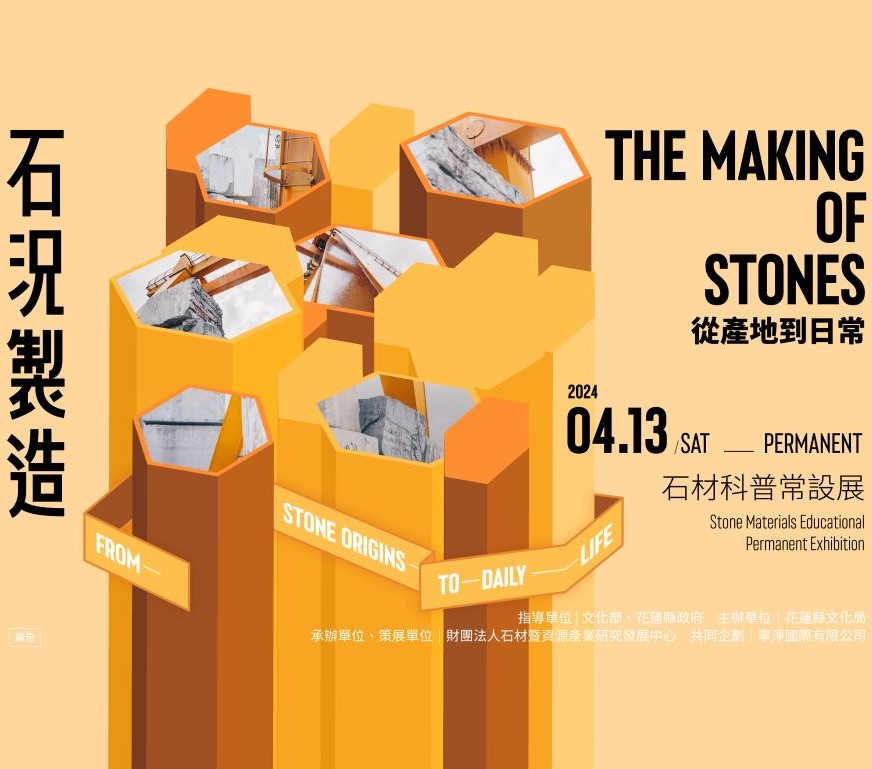 石況製造
THE MAKING
OF
STONES
從產地到日常
2024
04.13 /SAT — PERMANENT
石材科普常設展
Stone Materials Educational
Permanent Exhibition
FROM— STONE ORIGINS— TO—DAILY—LIFE
指導單位|文化部、花蓮縣政府 主辦單位|花蓮縣文化局
承辦單位、策展單位|財團法人石材暨資源產業研究發展中心 共同企劃|寧淨國際有限公司
廣告